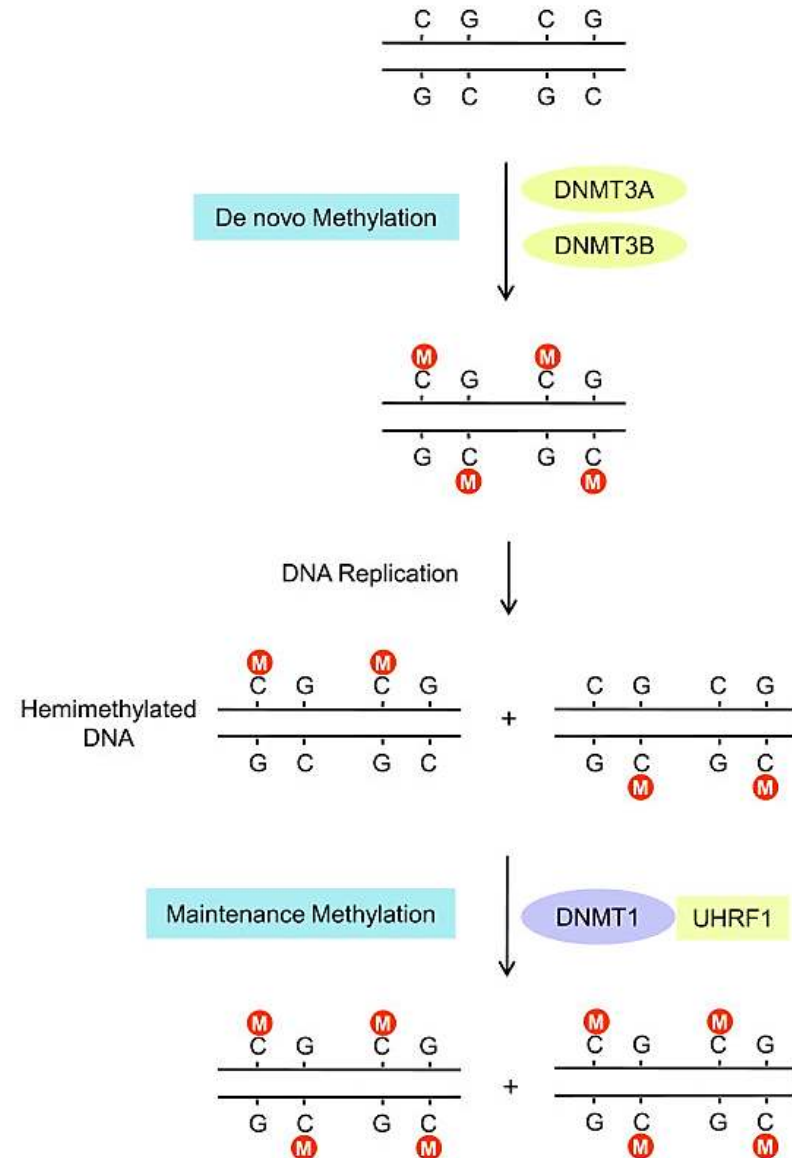 C G C G
G C G C
De novo Methylation
DNMT3A
DNMT3B
M M
C G C G
G C G C
M M
DNA Replication
Hemimethylated
DNA
M M
C G C G
G C G C
+
C G C G
G C G C
M M
Maintenance Methylation
DNMT1
UHRF1
M M
C G C G
G C G C
M M
+
M M
C G C G
G C G C
M M